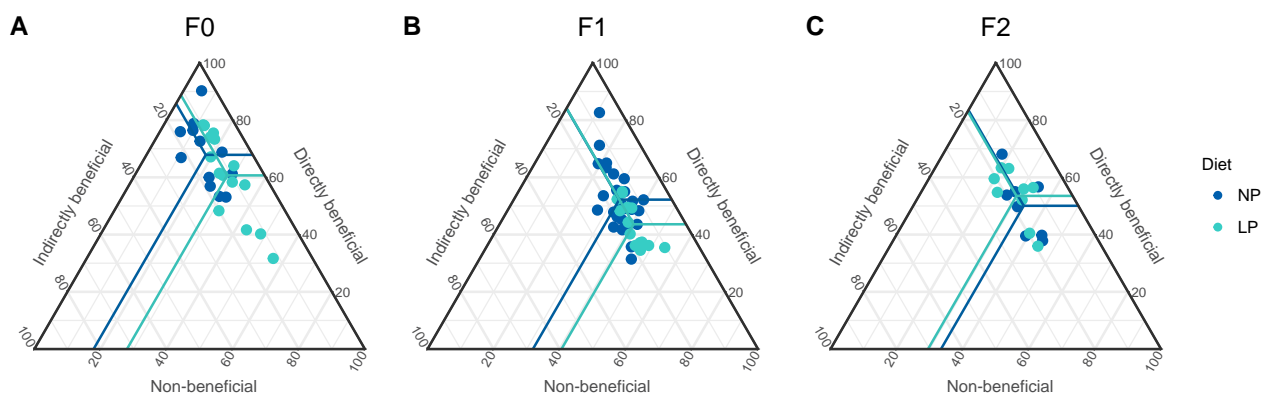 A F0 B F1 C F2
100 100 100
20 80 20 80 20 80
Indirectly beneficial Directly beneficial Indirectly beneficial Directly beneficial Indirectly beneficial Directly beneficial
40 60 40 60 40 60
60 40 60 40 60 40
80 20 80 20 80 20
100 100 100
20 40 60 80 100 20 40 60 80 100 20 40 60 80 100
Non-beneficial Non-beneficial Non-beneficial
Diet
NP
LP